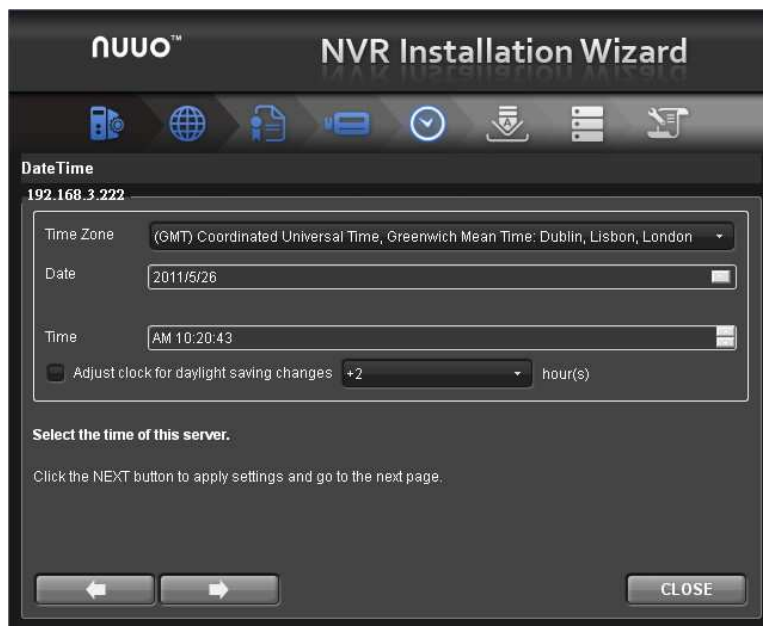 nuuo™
NVR Installation Wizard
DateTime
192.168.3.222
Time Zone (GMT) Coordinated Universal Time, Greenwich Mean Time: Dublin, Lisbon, London
Date 2011/5/26
Time AM 10:20:43
Adjust clock for daylight saving changes +2 hour(s)
Select the time of this server.
Click the NEXT button to apply settings and go to the next page.
CLOSE